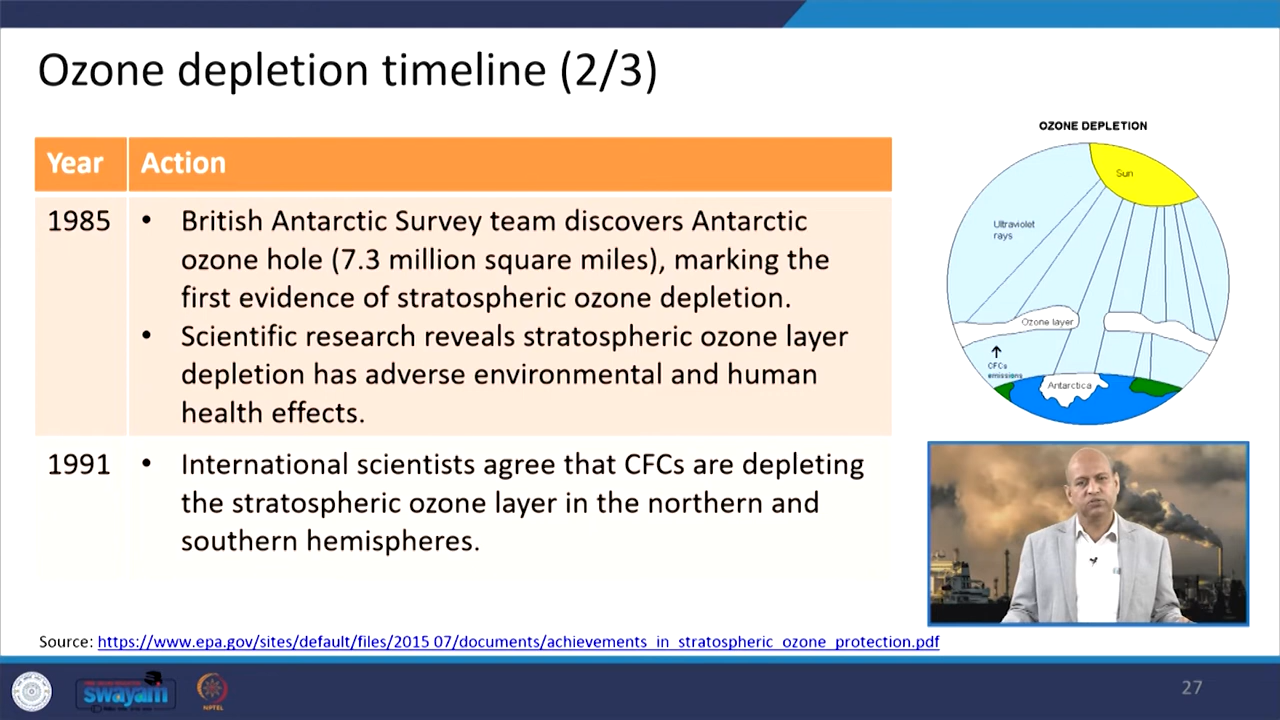 Ozone depletion timeline (2/3)
Year Action
1985 • British Antarctic Survey team discovers Antarctic
ozone hole (7.3 million square miles), marking the
first evidence of stratospheric ozone depletion.
• Scientific research reveals stratospheric ozone layer
depletion has adverse environmental and human
health effects.
1991 • International scientists agree that CFCs are depleting
the stratospheric ozone layer in the northern and
southern hemispheres.
OZONE DEPLETION
Sun
Ultraviolet
rays
Ozone layer
CFCs
emissions
Antarctica
Source: https://www.epa.gov/sites/default/files/2015 07/documents/achievements_in_stratospheric_ozone_protection.pdf
swayam
NPTEL
27